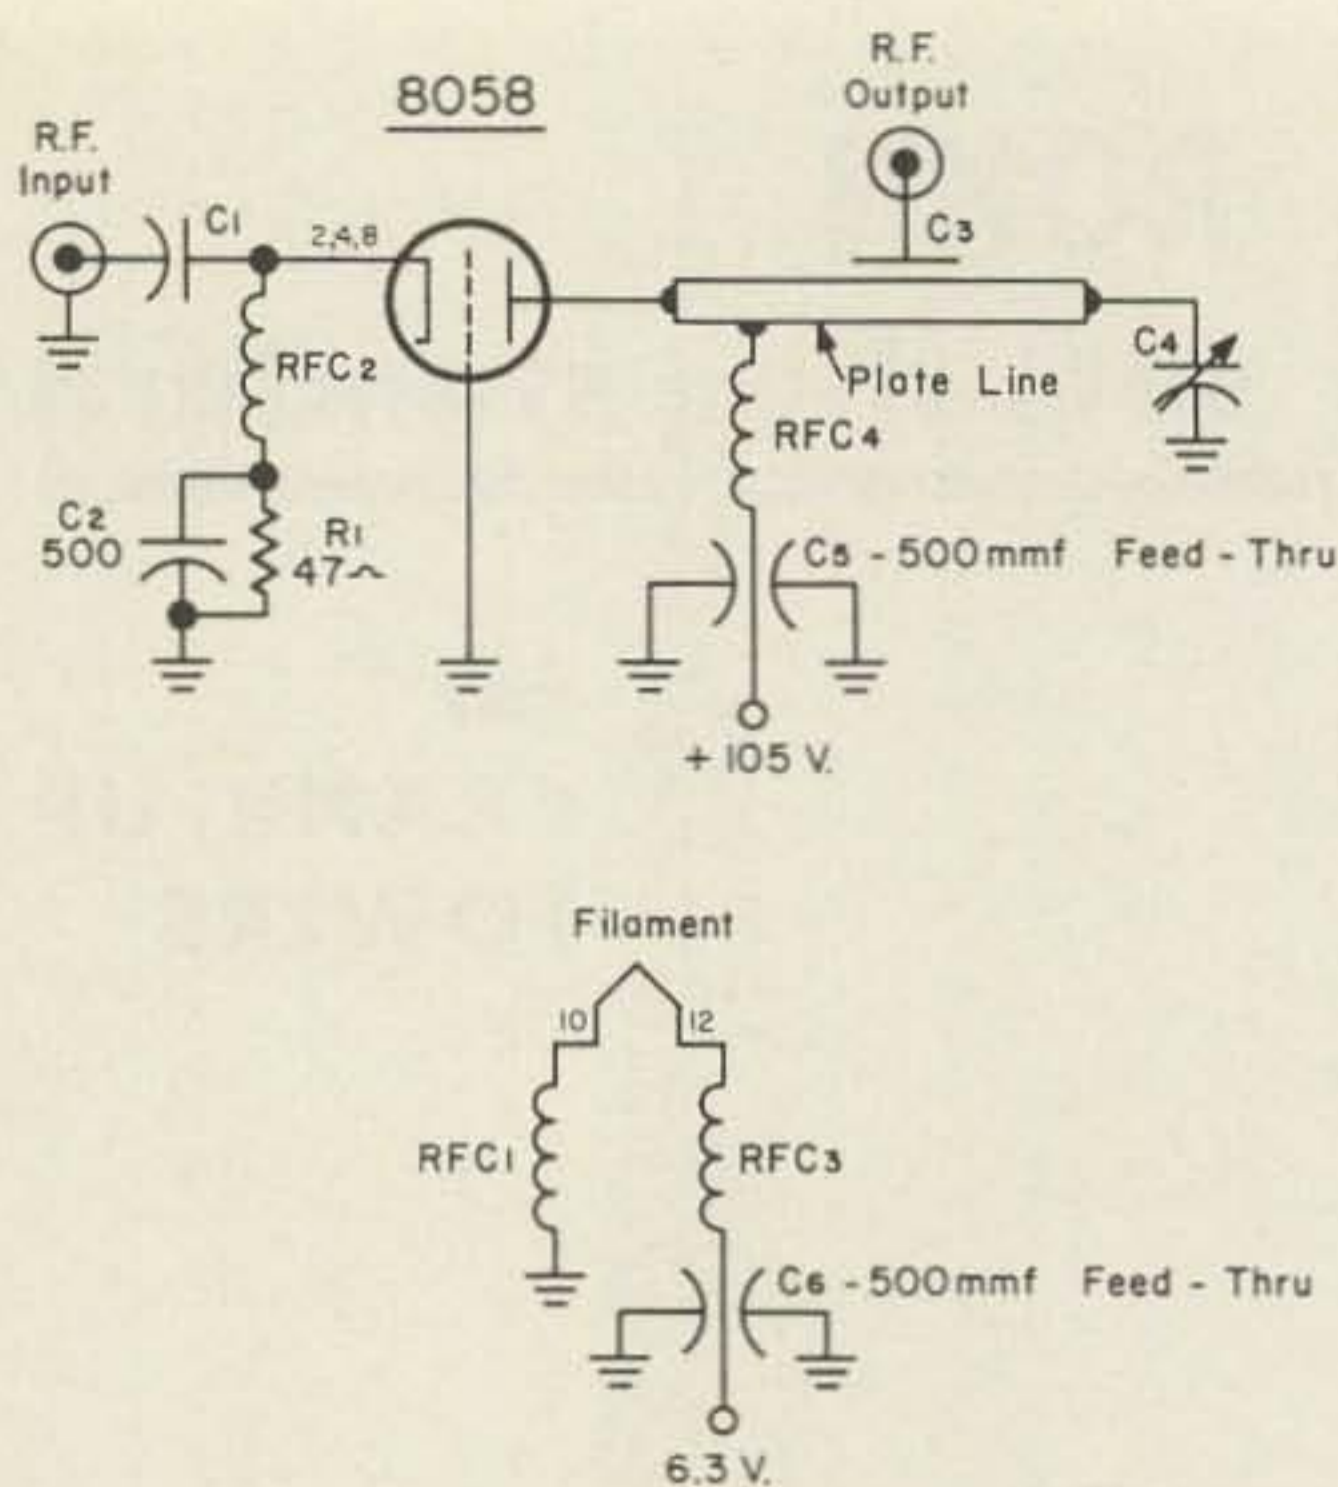 8058
R.F.
Input
C1
2,4,8
R.F.
Output
C3
RFC2
C4
Plate Line
RFC4
C2
500
R1
47~
C5 - 500mmf Feed - Thru
+ 105 V.
Filament
10
12
RFC1
RFC3
C6 - 500mmf Feed - Thru
6.3 V.